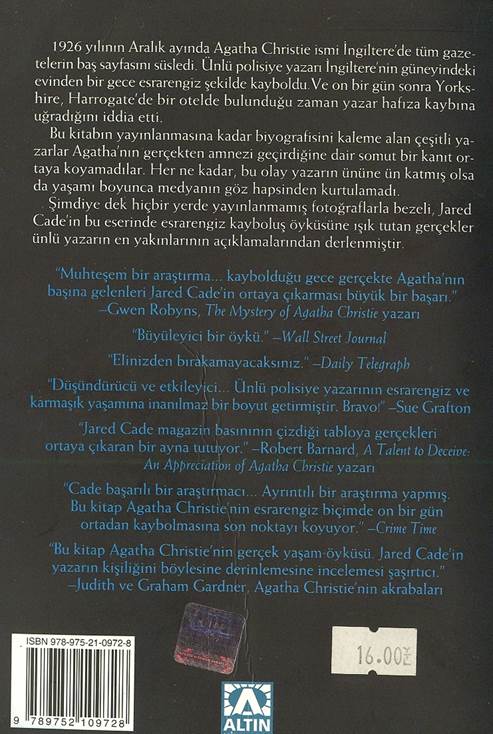 1926 yılının Aralık ayında Agatha Christie ismi İngiltere'de tüm gaze-
telerin baş sayfasını süsledi. Ünlü polisiye yazarı İngiltere'nin güneyindeki
evinden bir gece esrarengiz şekilde kayboldu. Ve on bir gün sonra Yorks-
hire, Harrogate'de bir otelde bulunduğu zaman yazar hafıza kaybına
uğradığını iddia etti.
Bu kitabın yayınlanmasına kadar biyografisini kaleme alan çeşitli ya-
zarlar Agatha'nın gerçekten amnezi geçirdiğine dair somut bir kanıt or-
taya koyamadılar. Her ne kadar, bu olay yazarın ününe ün katmış olsa
da yaşamı boyunca medyanın göz hapsinden kurtulamadı.
Şimdiye dek hiçbir yerde yayınlanmamış fotoğraflarla bezeli, Jared
Cade'in bu eserinde esrarengiz kayboluş öyküsüne ışık tutan gerçekler
ünlü yazarın en yakınlarının açıklamalarından derlenmiştir.
"Muhteşem bir araştırma... kaybolduğu gece gerçekte Agatha'nın
başına gelenleri Jared Cade'in ortaya çıkarması büyük bir başarı."
–Gwen Robyns, The Mystery of Agatha Christie yazarı
"Büyüleyici bir öykü." –Wall Street Journal
"Elinizden bırakamayacaksınız." –Daily Telegraph
"Düşündürücü ve etkileyici... Ünlü polisiye yazarının esrarengiz ve
karmaşık yaşamına inanılmaz bir boyut getirmiştir. Bravo!" –Sue Grafton
"Jared Cade magazin basınının çizdiği tabloya gerçekleri
ortaya çıkaran bir ayna tutuyor." –Robert Barnard, A Talent to Deceive:
An Appreciation of Agatha Christie yazarı
"Cade başarılı bir araştırmacı... Ayrıntılı bir araştırma yapmış.
Bu kitap Agatha Christie'nin esrarengiz biçimde on bir gün
ortadan kaybolmasına son noktayı koyuyor." –Crime Time
"Bu kitap Agatha Christie'nin gerçek yaşam öyküsü. Jared Cade'in
yazarın kişiliğini böylesine derinlemesine incelemesi şaşırtıcı."
–Judith ve Graham Gardner, Agatha Christie'nin akrabaları
ISBN 978-975-21-0972-8
9 789752 109728
16.00
ALTIN